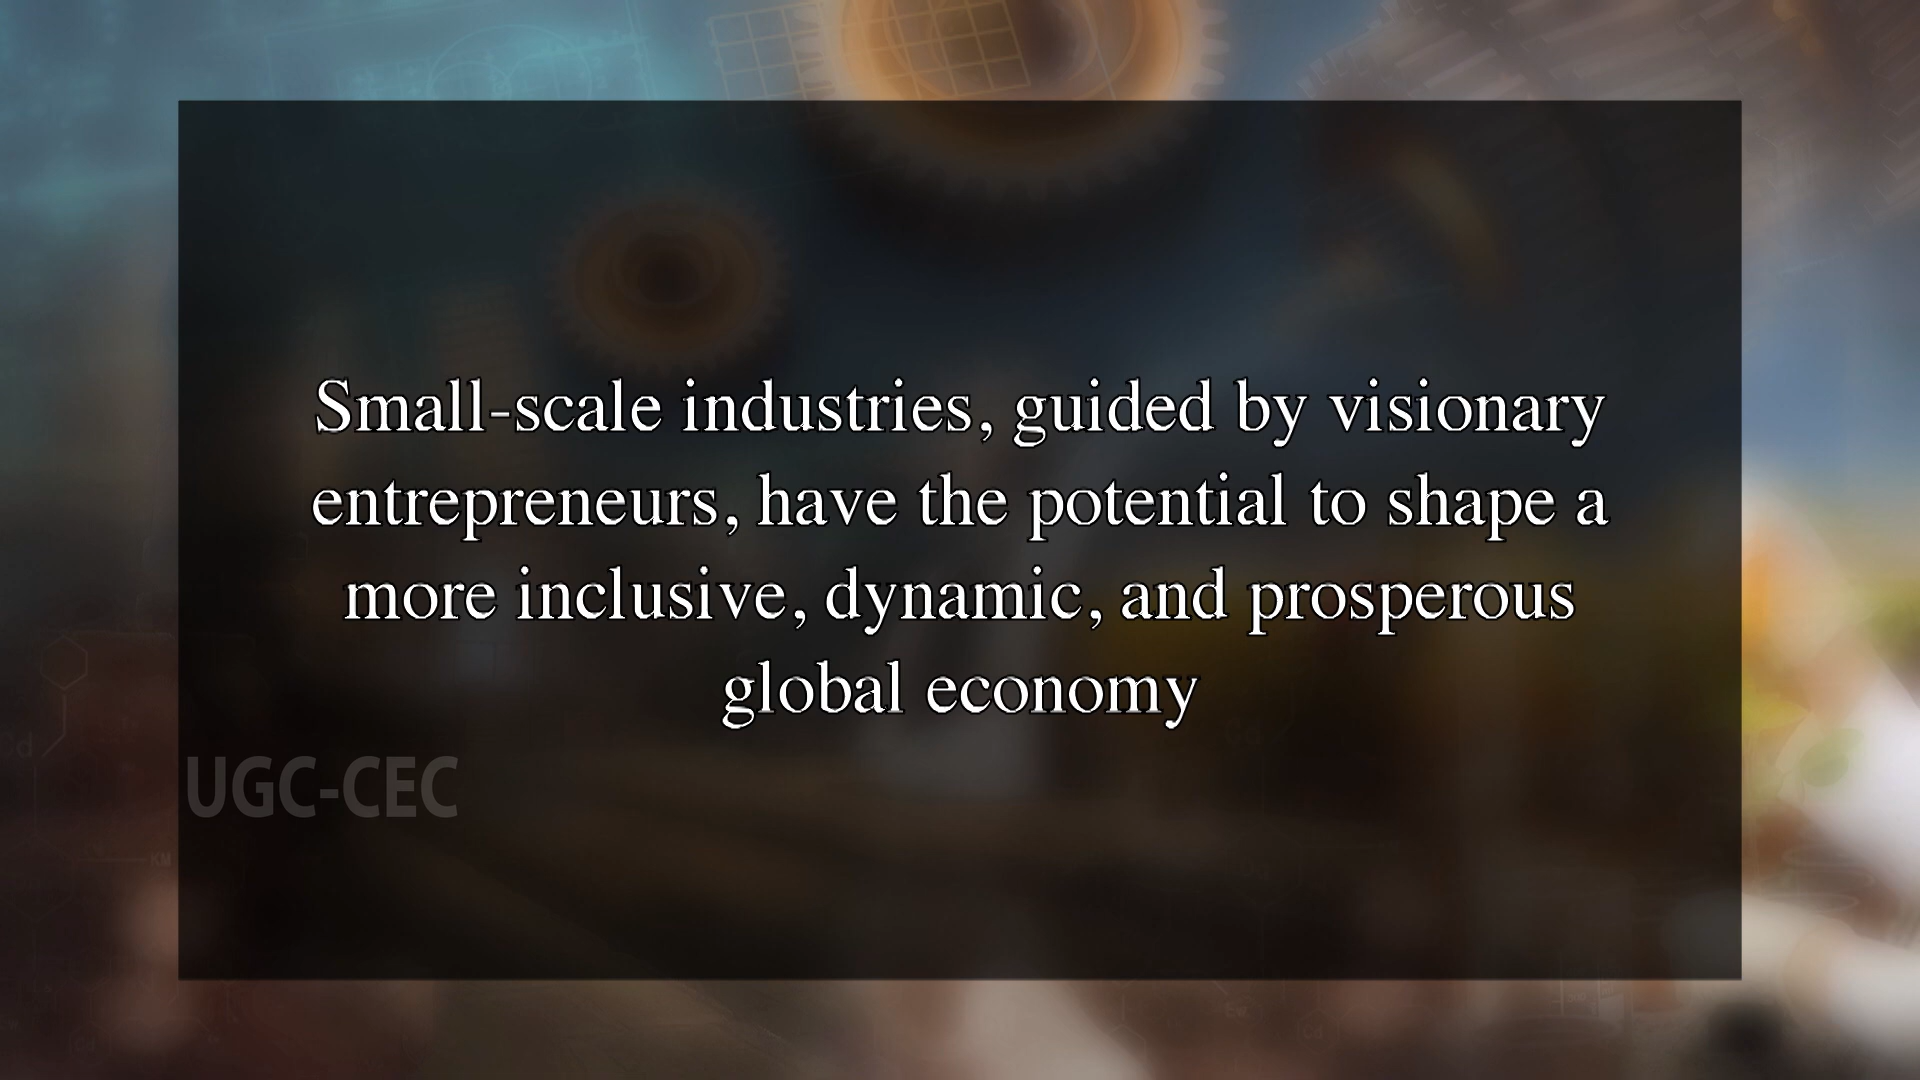 Small-scale industries, guided by visionary
entrepreneurs, have the potential to shape a
more inclusive, dynamic, and prosperous
global economy
UGC-CEC